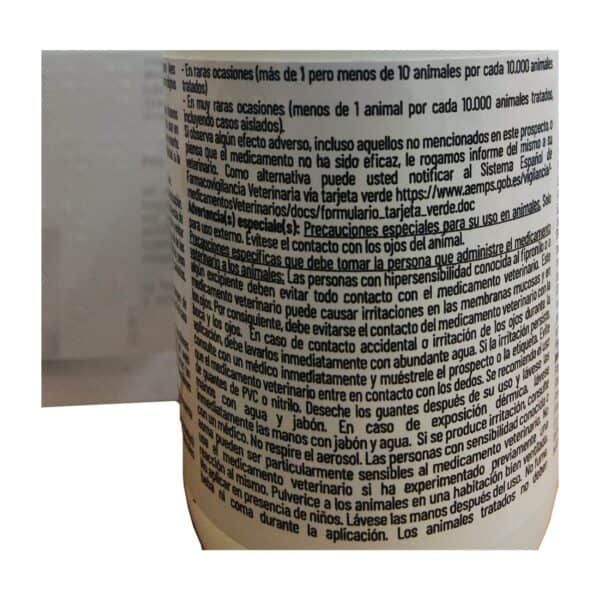 - En raras ocasiones (más de 1 pero menos de 10 animales por cada 10.000 animales
tratados)
- En muy raras ocasiones (menos de 1 animal por cada 10.000 animales tratados,
incluyendo casos aislados).
Si observa algún efecto adverso, incluso aquellos no mencionados en este prospecto, o
piensa que el medicamento no ha sido eficaz, le rogamos informe del mismo a su
veterinario. Como alternativa puede usted notificar al Sistema Español de
Farmacovigilancia Veterinaria vía tarjeta verde https://www.aemps.gob.es/vigilancia/
medicamentosVeterinarios/docs/formulario_tarjeta_verde.doc
Advertencia(s) especiale(s): Precauciones especiales para su uso en animales. Solo
para uso externo. Evítese el contacto con los ojos del animal.
Precauciones específicas que debe tomar la persona que administre el medicamento
veterinario a los animales: Las personas con hipersensibilidad conocida al fipronilo o a
algún excipiente deben evitar todo contacto con el medicamento veterinario. Este
medicamento veterinario puede causar irritaciones en las membranas mucosas y en
los ojos. Por consiguiente, debe evitarse el contacto del medicamento veterinario con la
boca y los ojos. En caso de contacto accidental o irritación de los ojos durante la
aplicación, debe lavarlos inmediatamente con abundante agua. Si la irritación persiste,
consulte con un médico inmediatamente y muéstrele el prospecto o la etiqueta. Evite
que el medicamento veterinario entre en contacto con los dedos. Se recomienda el uso
de guantes de PVC o nitrilo. Deseche los guantes después de su uso y lávese las
manos con agua y jabón. En caso de exposición dérmica, lávese
inmediatamente las manos con jabón y agua. Si se produce irritación, consulte
con un médico. No respire el aerosol. Las personas con sensibilidad conocida o
asma pueden ser particularmente sensibles al medicamento veterinario. No
use el medicamento veterinario si ha experimentado previamente una
reacción al mismo. Pulverice a los animales en una habitación bien ventilada.
No aplicar en presencia de niños. Lávese las manos después del uso. No fume,
beba ni coma durante la aplicación. Los animales tratados no deben